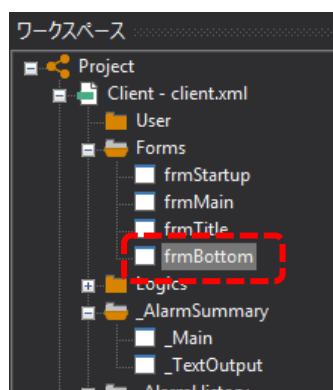 ワークスペース
Project
Client - client.xml
User
Forms
frmStartup
frmMain
frmTitle
frmBottom
Logics
_AlarmSummary
_Main
_TextOutput
_AlarmHistory